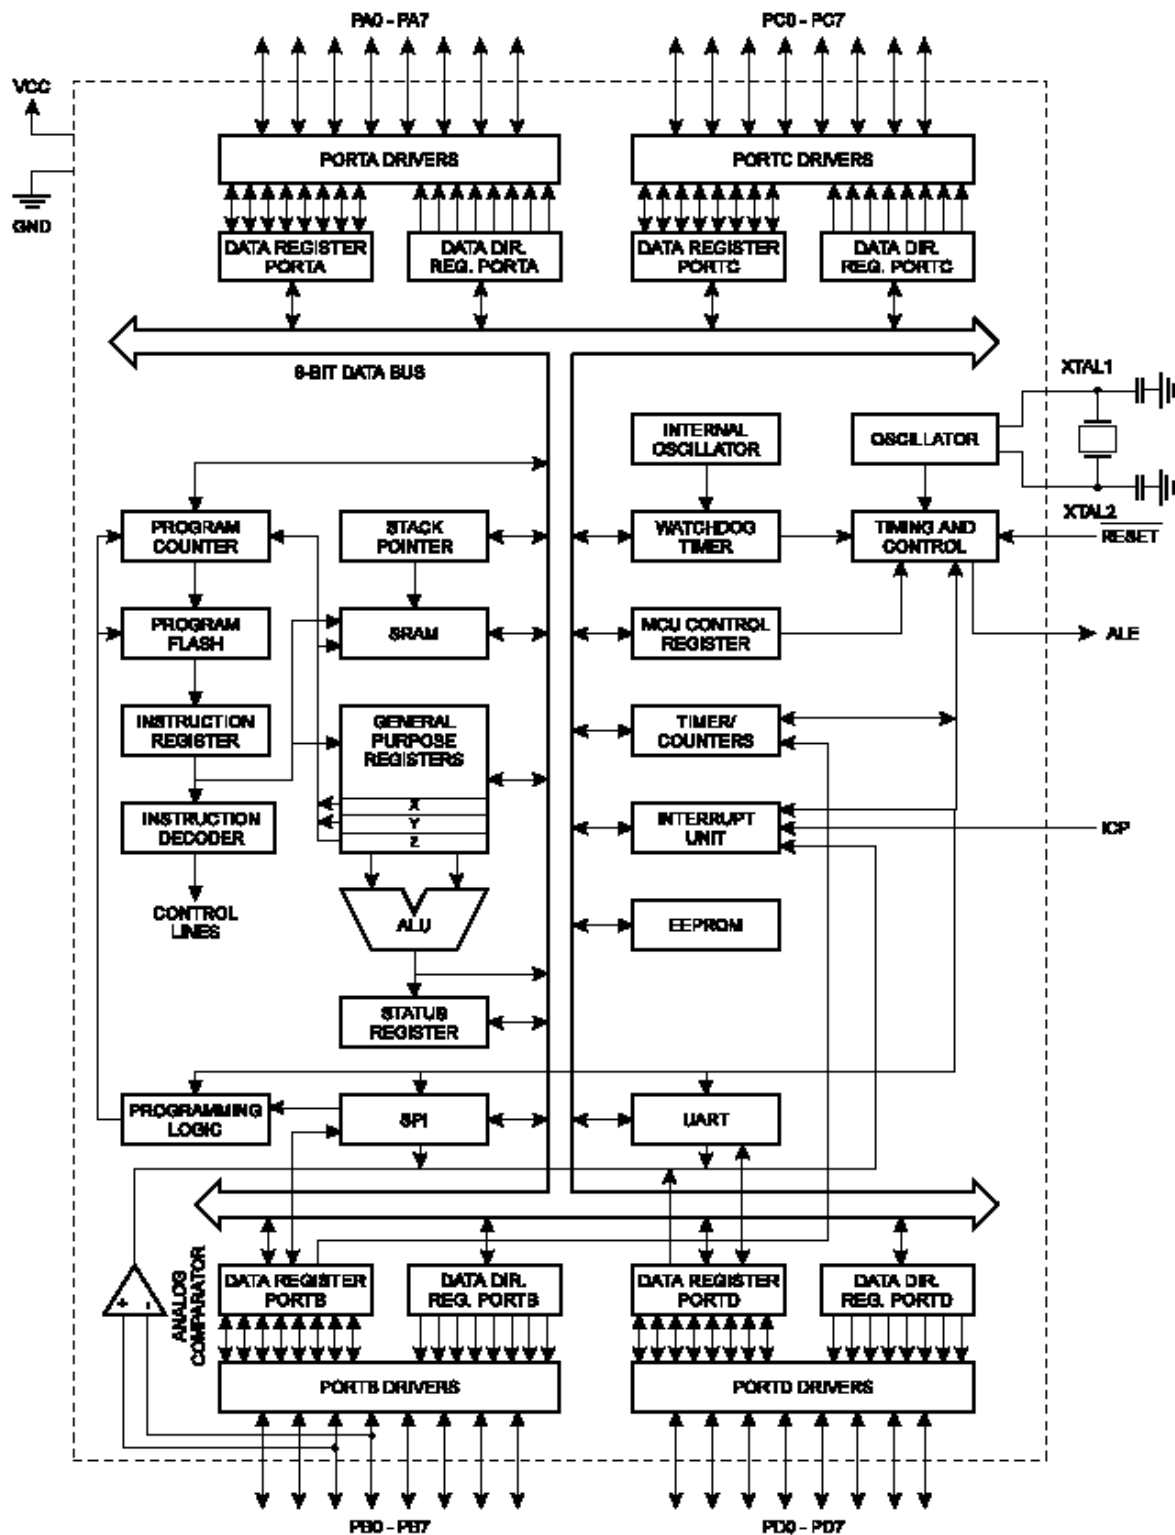 PA0 - PA7
PC0 - PC7
VCC
PORTA DRIVERS
PORTC DRIVERS
GND
DATA REGISTER
PORTA
DATA DIR.
REG. PORTA
DATA REGISTER
PORTC
DATA DIR.
REG. PORTC
8-BIT DATA BUS
XTAL1
INTERNAL
OSCILLATOR
OSCILLATOR
XTAL2
PROGRAM
COUNTER
STACK
POINTER
WATCHDOG
TIMER
TIMING AND
CONTROL
RESET
PROGRAM
FLASH
SRAM
MCU CONTROL
REGISTER
ALE
INSTRUCTION
REGISTER
GENERAL
PURPOSE
REGISTERS
TIMER/
COUNTERS
X
Y
Z
INSTRUCTION
DECODER
INTERRUPT
UNIT
ICP
CONTROL
LINES
ALU
EEPROM
STATUS
REGISTER
PROGRAMMING
LOGIC
SPI
UART
ANALOG
COMPARATOR
+
-
DATA REGISTER
PORTB
DATA DIR.
REG. PORTB
DATA REGISTER
PORTD
DATA DIR.
REG. PORTD
PORTB DRIVERS
PORTD DRIVERS
PB0 - PB7
PD0 - PD7